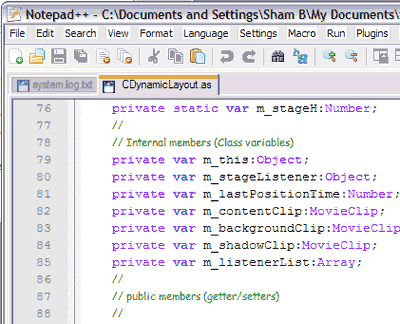 Notepad++ - C:\Documents and Settings\Sham B\My Documents\
File Edit Search View Format Language Settings Macro Run Plugins
system.log.txt CDynamicLayout.as
76 private static var m_stageH:Number;
77 //
78 // Internal members (Class variables)
79 private var m_this:Object;
80 private var m_stageListener:Object;
81 private var m_lastPositionTime:Number;
82 private var m_contentClip:MovieClip;
83 private var m_backgroundClip:MovieClip
84 private var m_shadowClip:MovieClip;
85 private var m_listenerList:Array;
86 //
87 // public members (getter/setters)
88 //